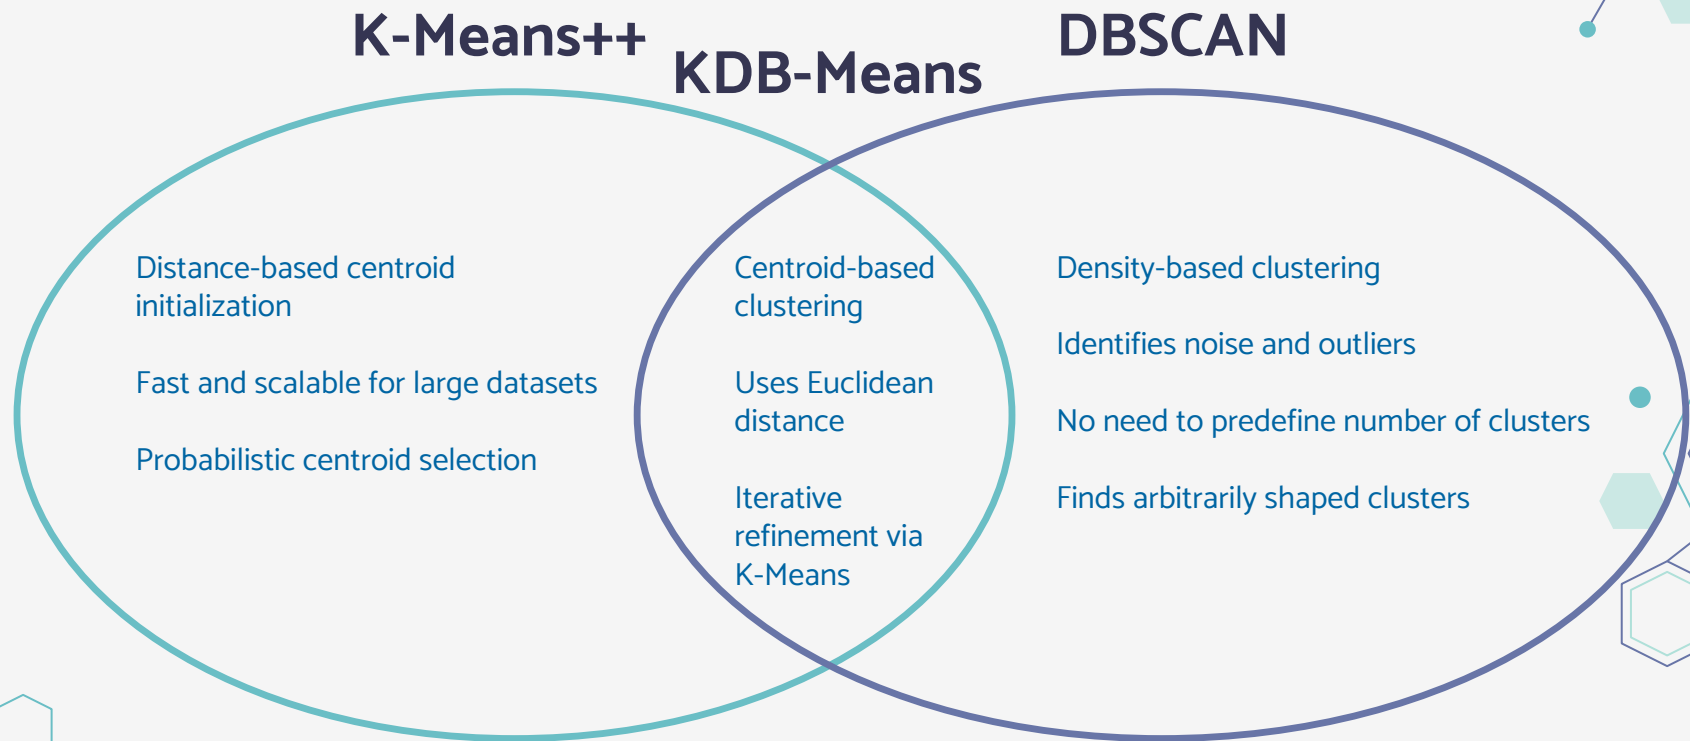 K-Means++
KDB-Means
DBSCAN
Distance-based centroid
initialization
Fast and scalable for large datasets
Probabilistic centroid selection
Centroid-based
clustering
Uses Euclidean
distance
Iterative
refinement via
K-Means
Density-based clustering
Identifies noise and outliers
No need to predefine number of clusters
Finds arbitrarily shaped clusters